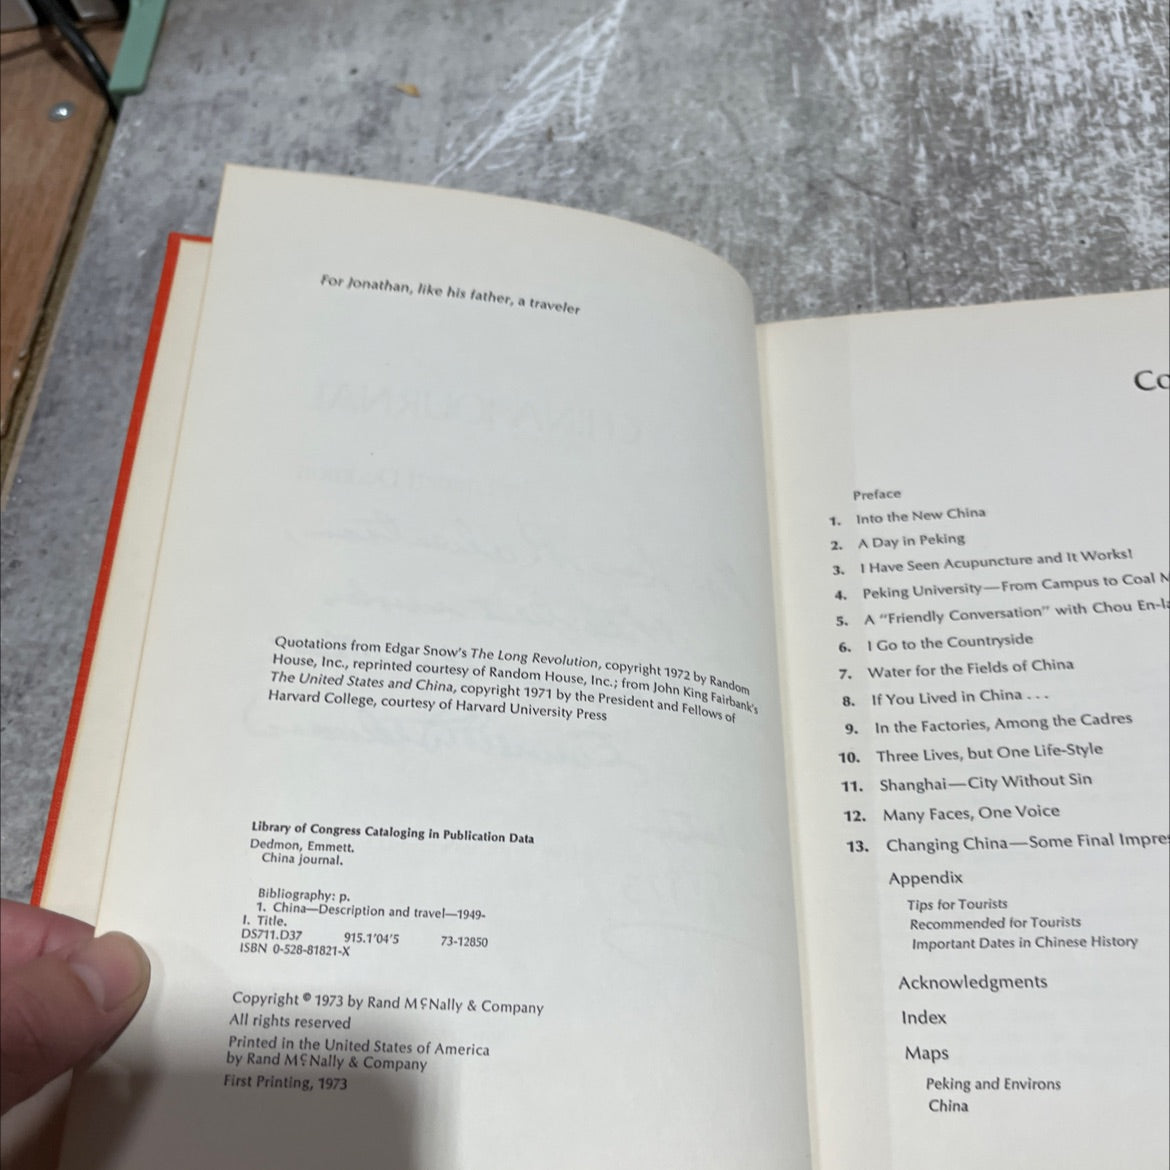 For Jonathan, like his father, a traveler
Quotations from Edgar Snow's The Long Revolution, copyright 1972 by Random
House, Inc., reprinted courtesy of Random House, Inc.; from John King Fairbank's
The United States and China, copyright 1971 by the President and Fellows of
Harvard College, courtesy of Harvard University Press
Library of Congress Cataloging in Publication Data
Dedmon, Emmett.
China journal.
Bibliography: p.
1. China—Description and travel—1949-
I. Title.
DS711.D37 915.1'04'5 73-12850
ISBN 0-528-81821-X
Copyright © 1973 by Rand McNally & Company
All rights reserved
Printed in the United States of America
by Rand McNally & Company
First Printing, 1973
Co
Preface
1. Into the New China
2. A Day in Peking
3. I Have Seen Acupuncture and It Works!
4. Peking University—From Campus to Coal
5. A "Friendly Conversation" with Chou En-la
6. I Go to the Countryside
7. Water for the Fields of China
8. If You Lived in China . . .
9. In the Factories, Among the Cadres
10. Three Lives, but One Life-Style
11. Shanghai—City Without Sin
12. Many Faces, One Voice
13. Changing China—Some Final Impres
Appendix
Tips for Tourists
Recommended for Tourists
Important Dates in Chinese History
Acknowledgments
Index
Maps
Peking and Environs
China